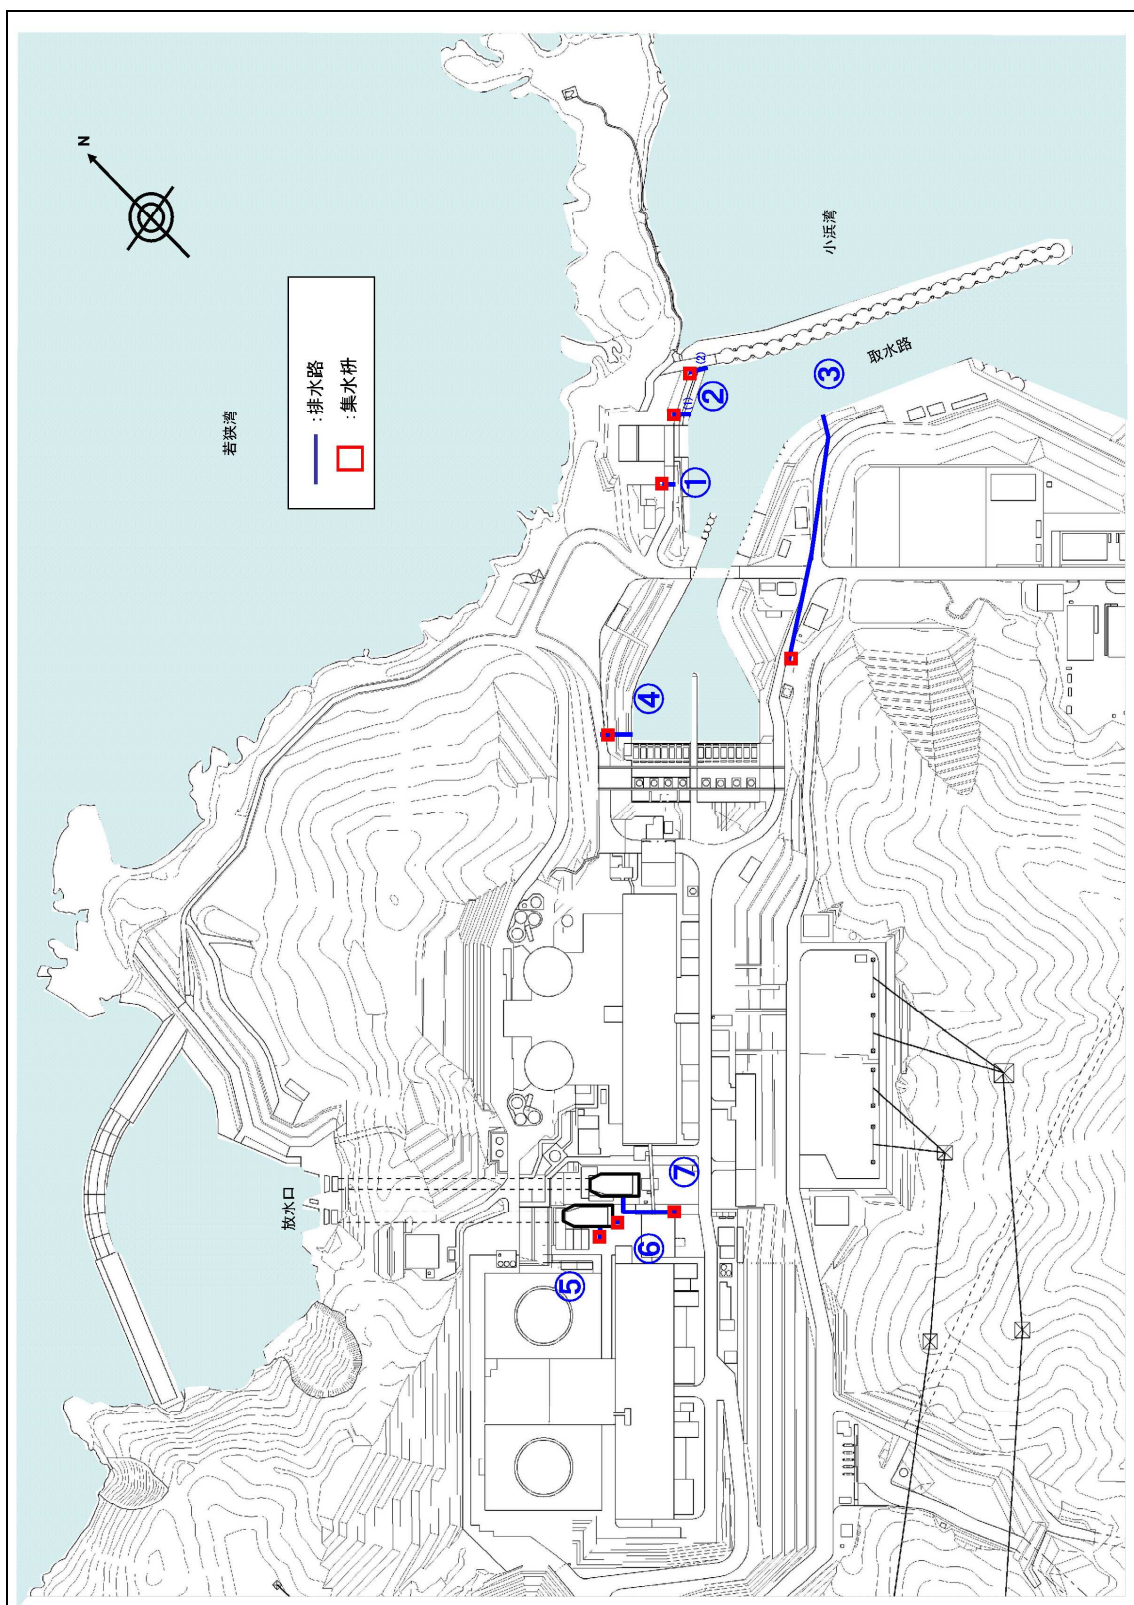 N
若狭湾
:排水路
:集水枡
小浜湾
取水路
(2)
②
(1)
③
①
④
放水口
⑦
⑥
⑤